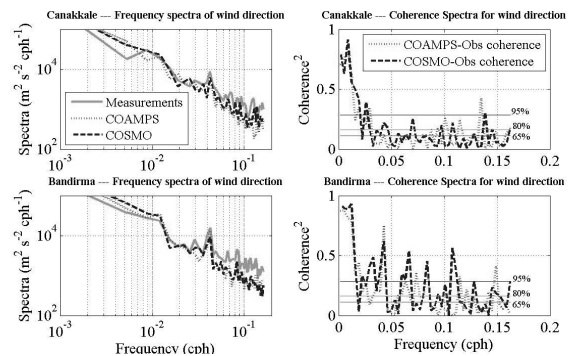 Canakkale --- Frequency spectra of wind direction
Spectra (m² s⁻² cph⁻¹)
10⁴
10²
Measurements
COAMPS
COSMO
10⁻³
10⁻²
10⁻¹
Canakkale --- Coherence Spectra for wind direction
Coherence²
1
0.5
0
COAMPS-Obs coherence
COSMO-Obs coherence
95%
80%
65%
0
0.05
0.1
0.15
0.2
Bandirma --- Frequency spectra of wind direction
Spectra (m² s⁻² cph⁻¹)
10⁴
10²
10⁻³
10⁻²
10⁻¹
Frequency (cph)
Bandirma --- Coherence Spectra for wind direction
Coherence²
1
0.5
0
95%
80%
65%
0
0.05
0.1
0.15
0.2
Frequency (cph)